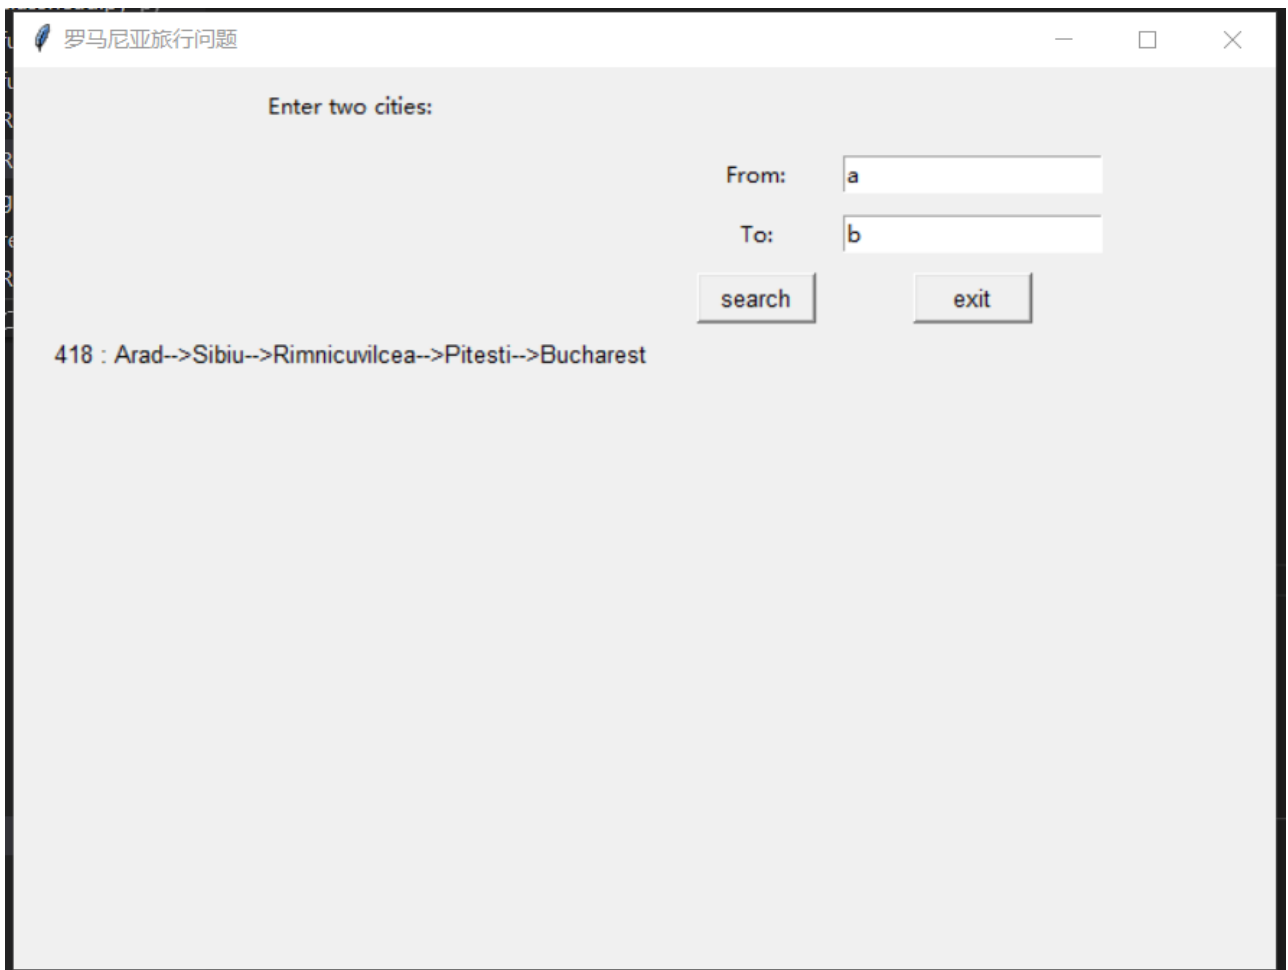 罗马尼亚旅行问题
Enter two cities:
From: a
To: b
search exit
418 : Arad-->Sibiu-->Rimnicuvilcea-->Pitesti-->Bucharest